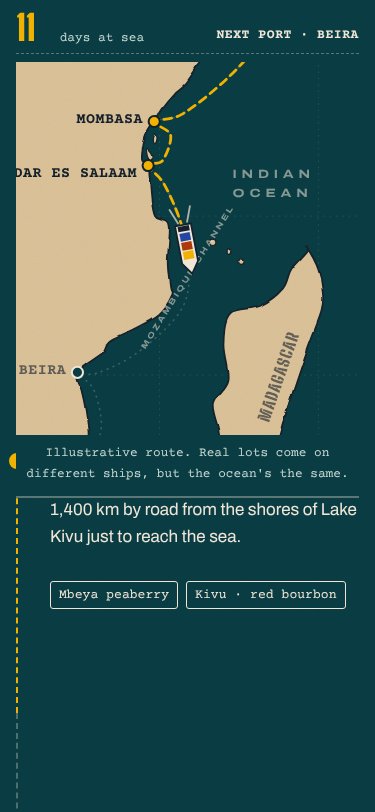 11 days at sea
NEXT PORT · BEIRA
MOMBASA
DAR ES SALAAM
INDIAN
OCEAN
MOZAMBIQUE CHANNEL
BEIRA
MADAGASCAR
Illustrative route. Real lots come on
different ships, but the ocean's the same.
1,400 km by road from the shores of Lake
Kivu just to reach the sea.
Mbeya peaberry
Kivu · red bourbon